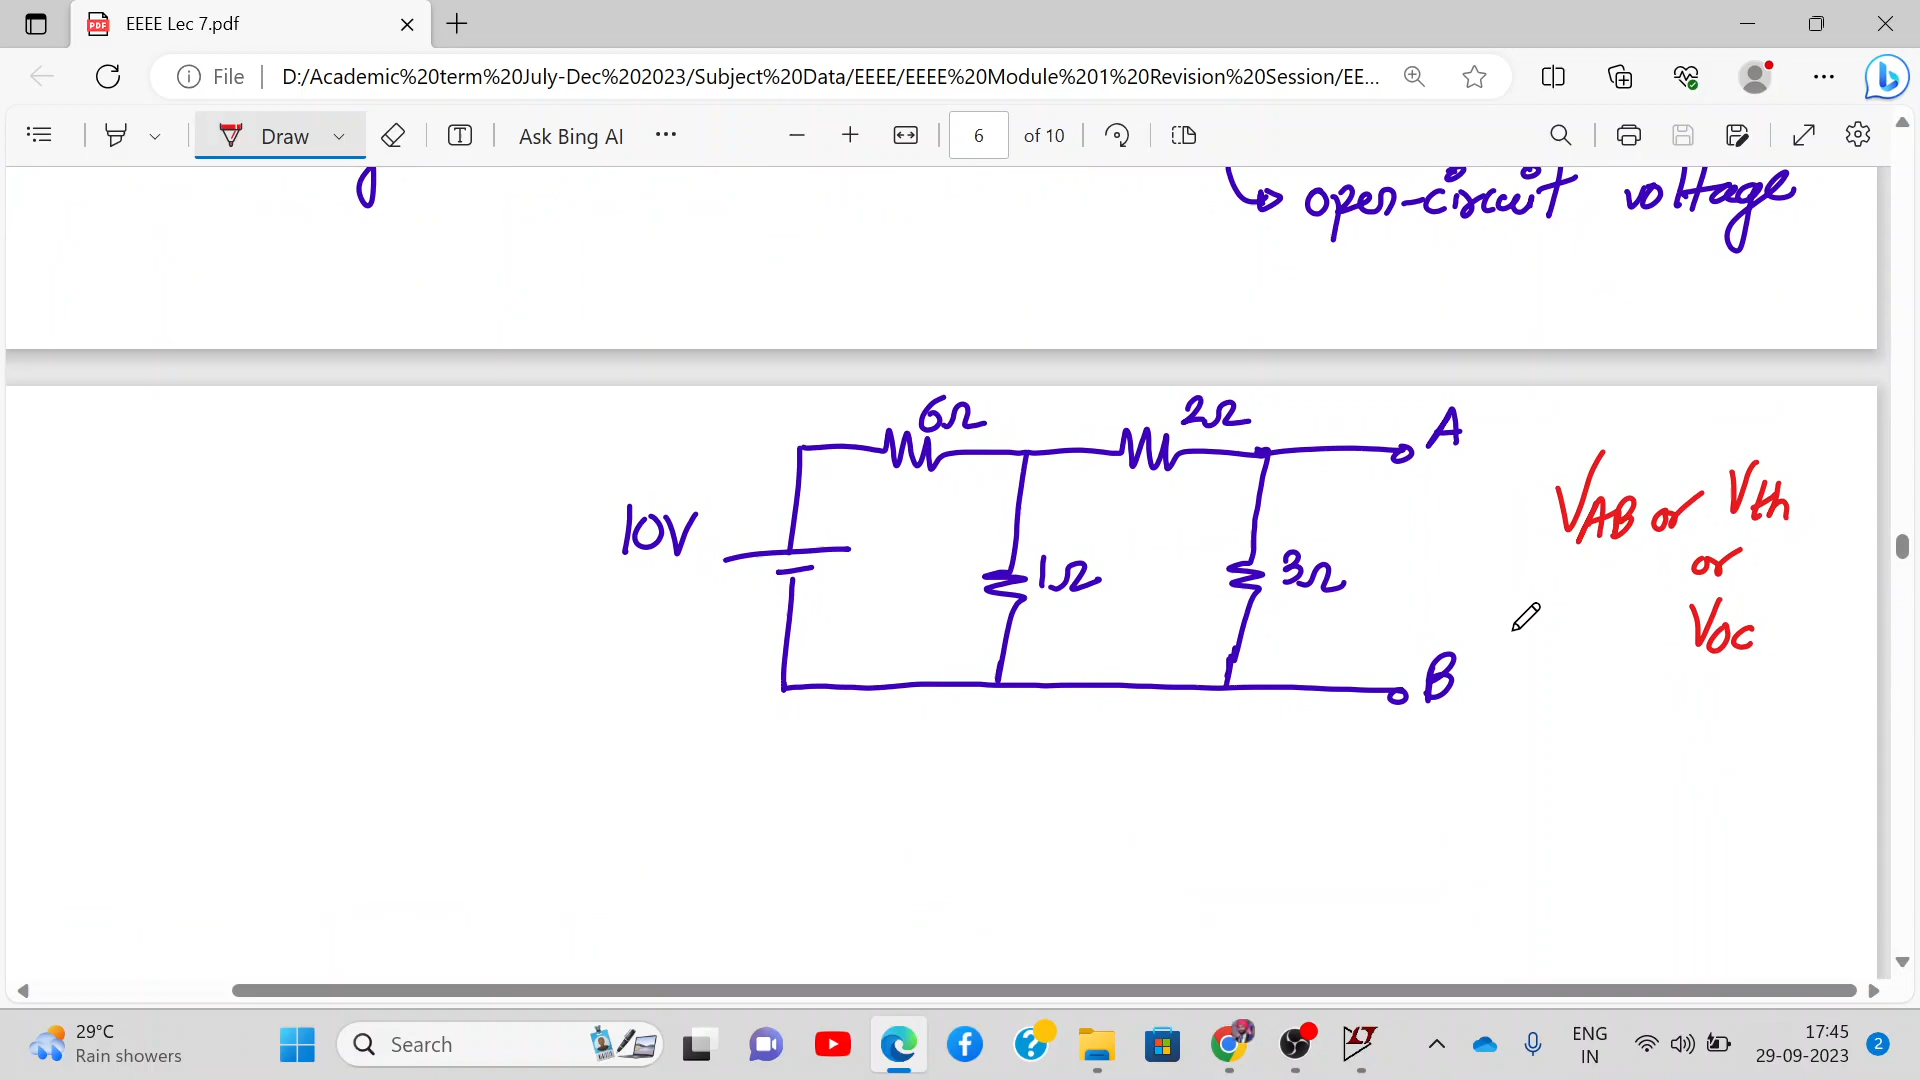 EEEE Lec 7.pdf
File D:/Academic%20term%20July-Dec%202023/Subject%20Data/EEEE/EEEE%20Module%201%20Revision%20Session/EE...
Draw Ask Bing AI ... 6 of 10
open-circuit voltage
6Ω 2Ω A
10V 1Ω 3Ω
B
VAB or Vth
or
Voc
29°C
Rain showers
Search
ENG
IN
17:45
29-09-2023
2